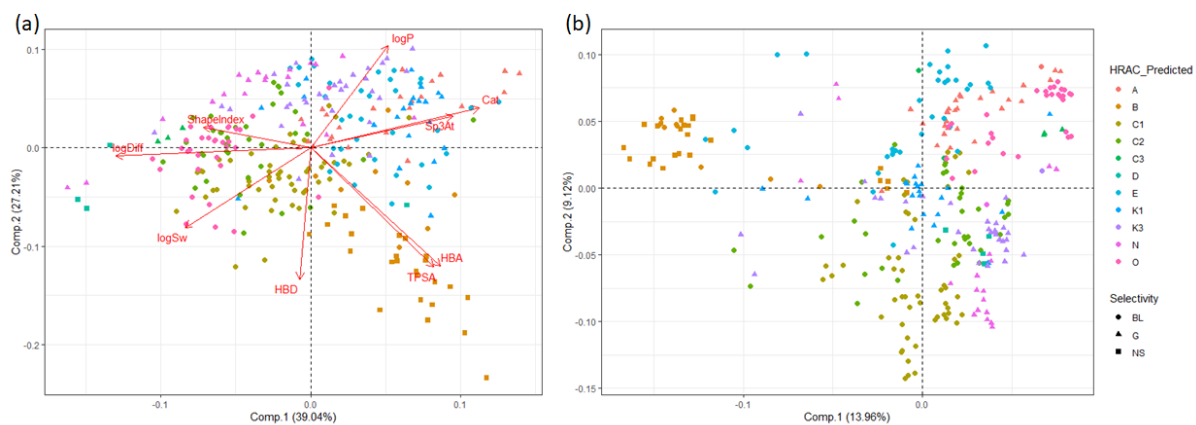 (a)
0.1
0.0
-0.1
-0.2
Comp.2 (27.21%)
logP
Cat
Sp3At
ShapeIndex
logDiff
logSw
HBD
HBA
TPSA
-0.1
0.0
0.1
Comp.1 (39.04%)
(b)
0.10
0.05
0.00
-0.05
-0.10
-0.15
Comp.2 (9.12%)
-0.1
0.0
Comp.1 (13.96%)
HRAC_Predicted
A
B
C1
C2
C3
D
E
K1
K3
N
O
Selectivity
BL
G
NS